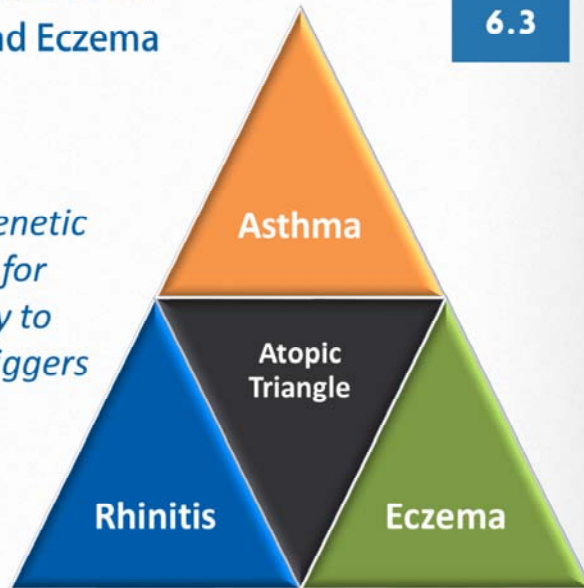 nd Eczema
6.3
enetic
for
y to
iggers
Asthma
Atopic
Triangle
Rhinitis
Eczema